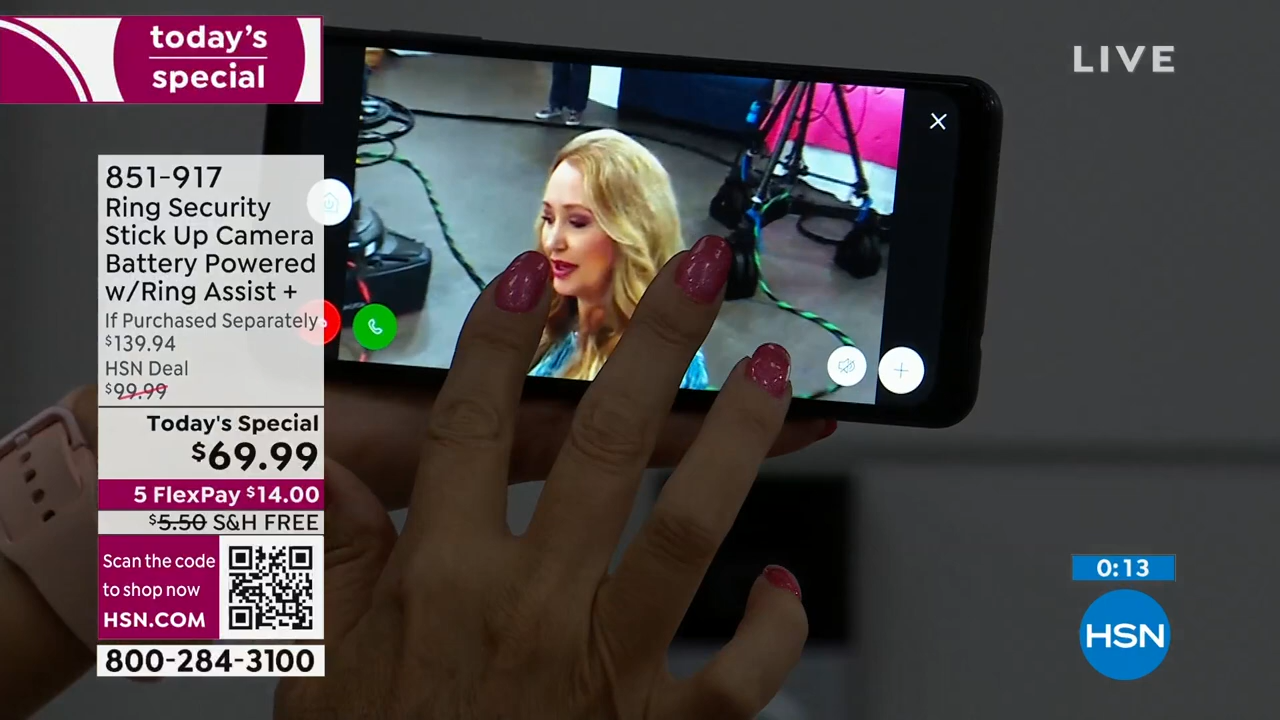 today's
special
LIVE
851-917
Ring Security
Stick Up Camera
Battery Powered
w/Ring Assist +
If Purchased Separately
$139.94
HSN Deal
$99.99
Today's Special
$69.99
5 FlexPay $14.00
$5.50 S&H FREE
Scan the code
to shop now
HSN.COM
800-284-3100
0:13
HSN